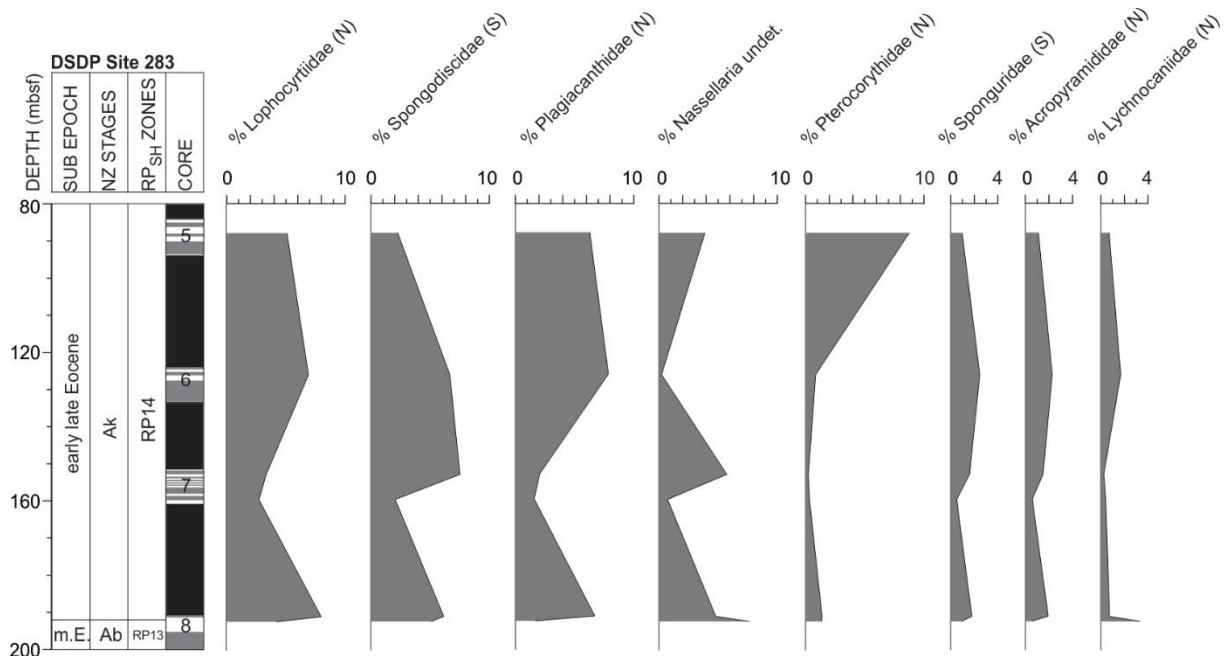 DSDP Site 283
DEPTH (mbsf)
SUB EPOCH
NZ STAGES
RPSH ZONES
CORE
% Lophocyrtiidae (N)
% Spongodiscidae (S)
% Plagiacanthidae (N)
% Nassellaria undet.
% Pterocorythidae (N)
% Sponguridae (S)
% Acropyramididae (N)
% Lychnocaniidae (N)
0 10 0 10 0 10 0 10 0 10 0 4 0 4 0 4
80
5
120
6
early late Eocene
Ak
RP14
7
160
8
m.E. Ab RP13
200